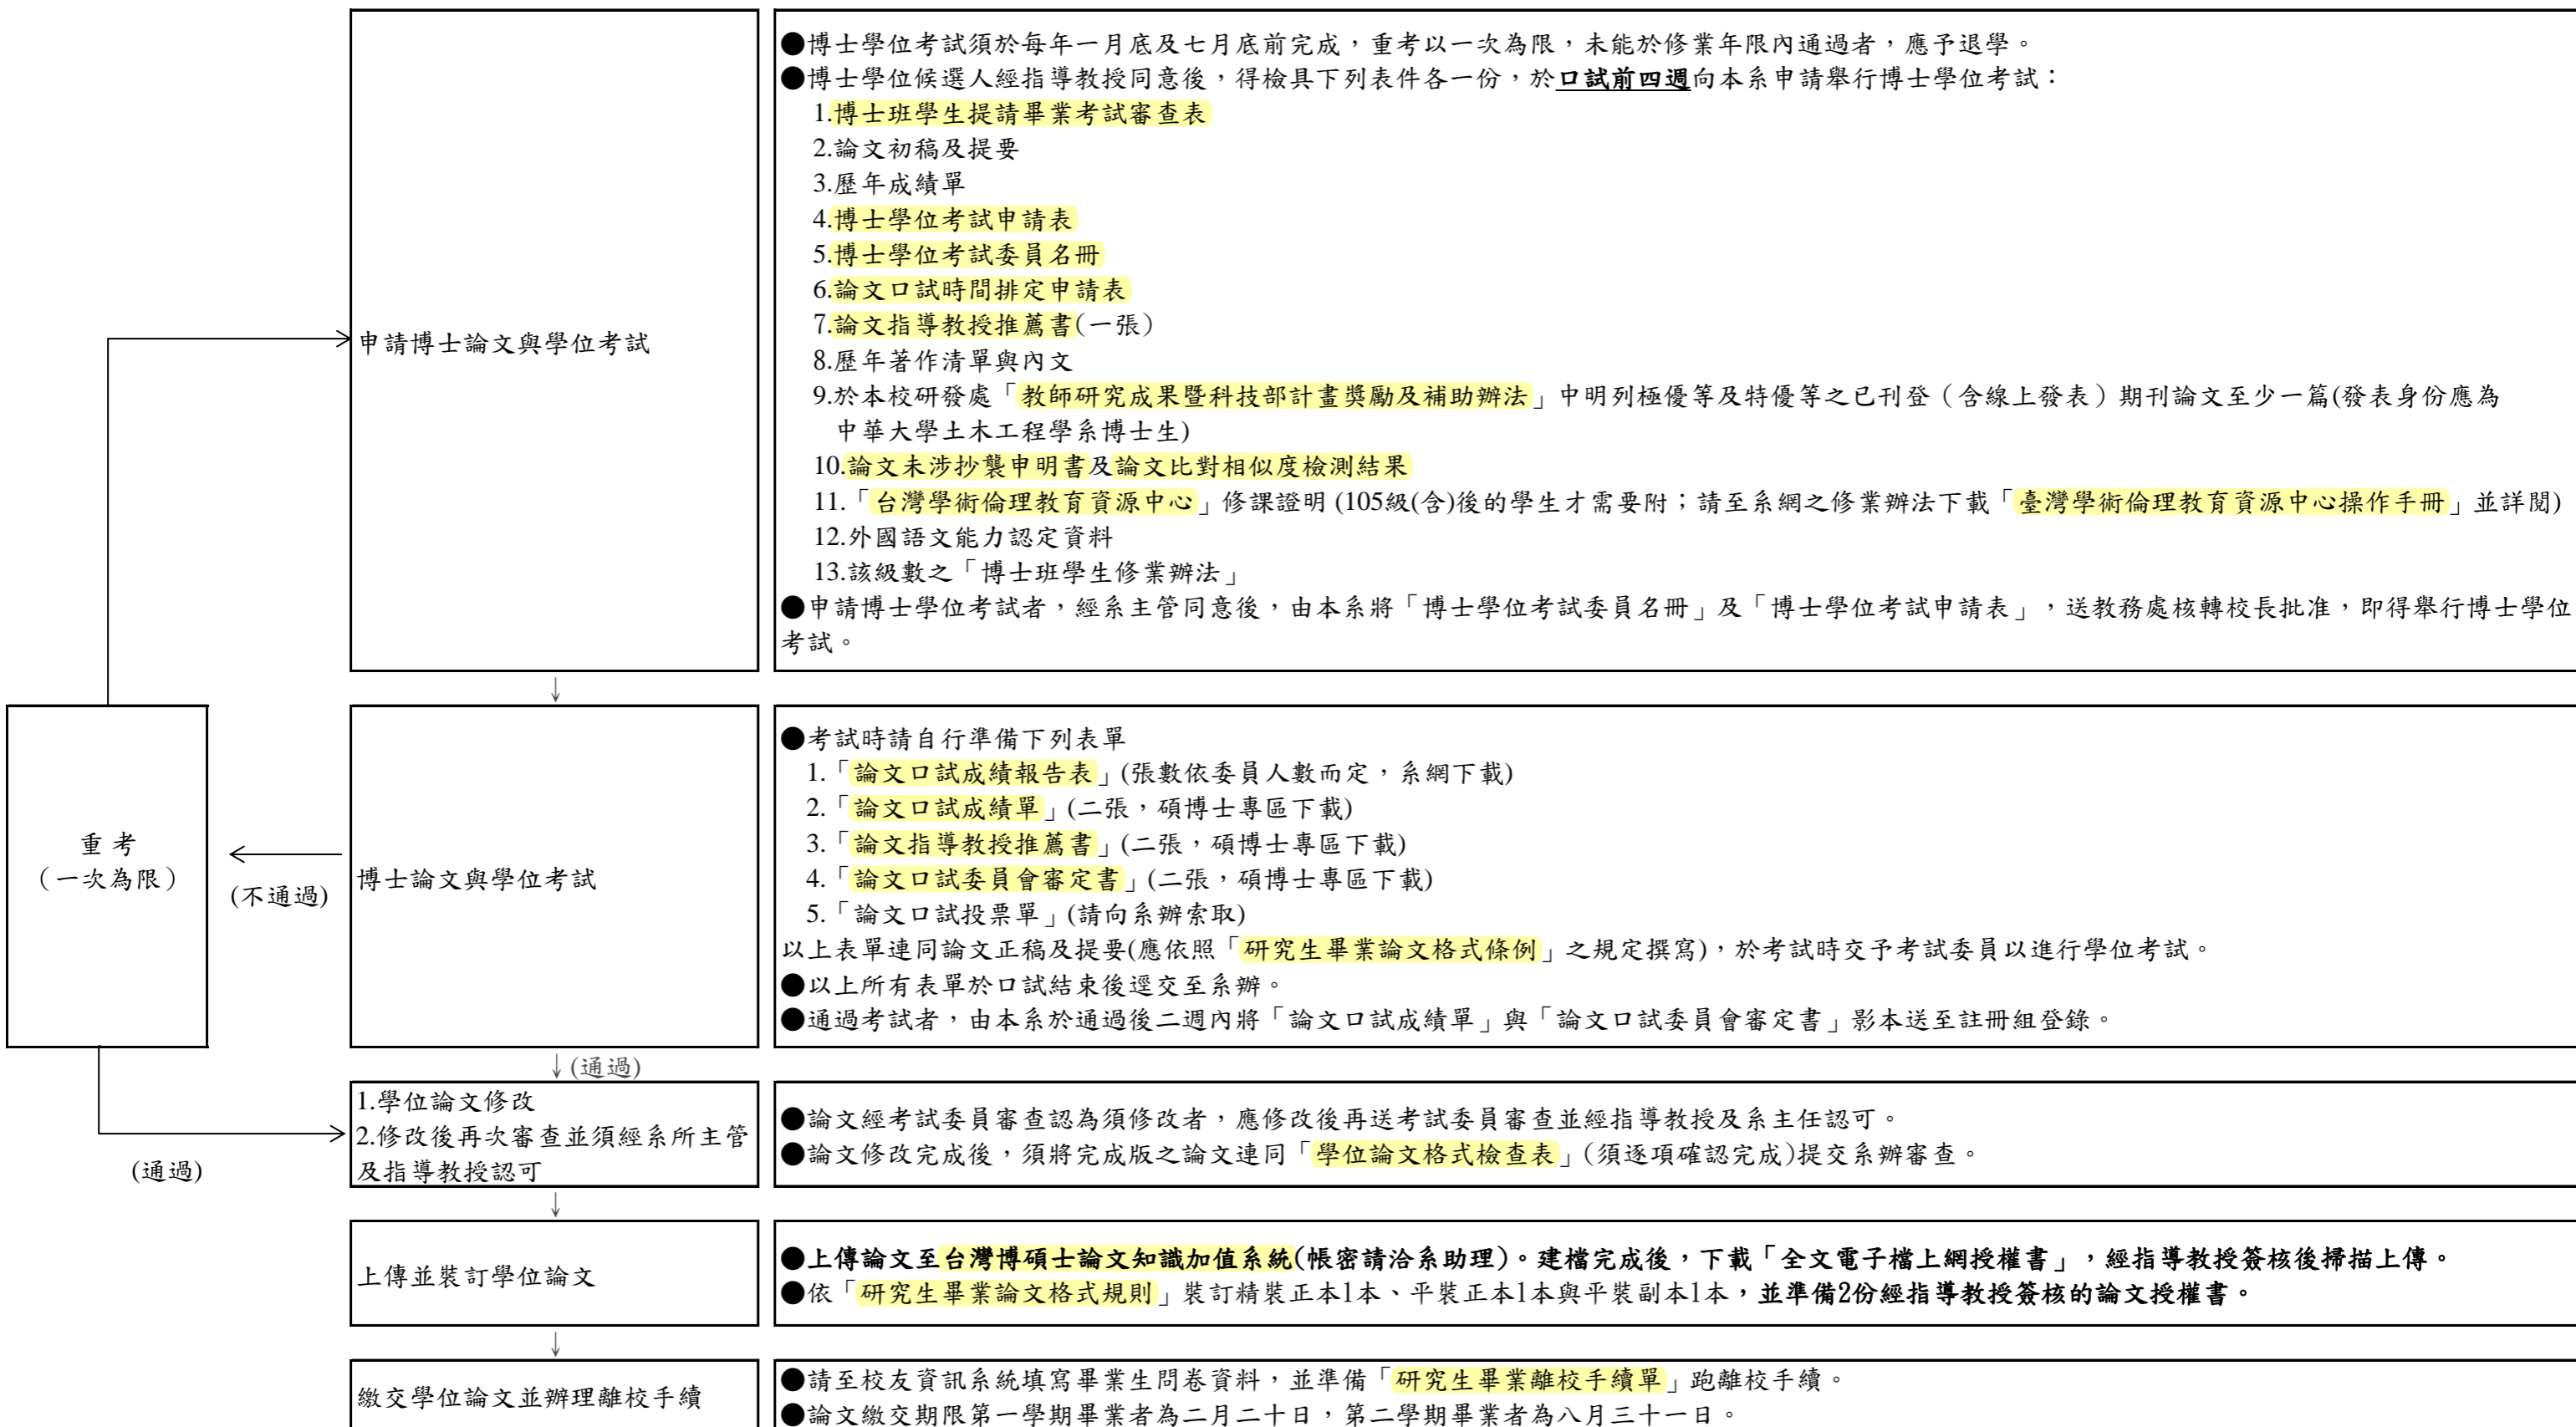 申請博士論文與學位考試
●博士學位考試須於每年一月底及七月底前完成，重考以一次為限，未能於修業年限內通過者，應予退學。
●博士學位候選人經指導教授同意後，得檢具下列表件各一份，於口試前四週向本系申請舉行博士學位考試：
1.博士班學生提請畢業考試審查表
2.論文初稿及提要
3.歷年成績單
4.博士學位考試申請表
5.博士學位考試委員名冊
6.論文口試時間排定申請表
7.論文指導教授推薦書(一張)
8.歷年著作清單與內文
9.於本校研發處「教師研究成果暨科技部計畫獎勵及補助辦法」中明列極優等及特優等之已刊登（含線上發表）期刊論文至少一篇(發表身份應為
中華大學土木工程學系博士生)
10.論文未涉抄襲申明書及論文比對相似度檢測結果
11.「台灣學術倫理教育資源中心」修課證明 (105級(含)後的學生才需要附；請至系網之修業辦法下載「臺灣學術倫理教育資源中心操作手冊」並詳閱)
12.外國語文能力認定資料
13.該級數之「博士班學生修業辦法」
●申請博士學位考試者，經系主管同意後，由本系將「博士學位考試委員名冊」及「博士學位考試申請表」，送教務處核轉校長批准，即得舉行博士學位
考試。
↓
重 考
（一次為限）
(不通過)
博士論文與學位考試
●考試時請自行準備下列表單
1.「論文口試成績報告表」(張數依委員人數而定，系網下載)
2.「論文口試成績單」(二張，碩博士專區下載)
3.「論文指導教授推薦書」(二張，碩博士專區下載)
4.「論文口試委員會審定書」(二張，碩博士專區下載)
5.「論文口試投票單」(請向系辦索取)
以上表單連同論文正稿及提要(應依照「研究生畢業論文格式條例」之規定撰寫)，於考試時交予考試委員以進行學位考試。
●以上所有表單於口試結束後逕交至系辦。
●通過考試者，由本系於通過後二週內將「論文口試成績單」與「論文口試委員會審定書」影本送至註冊組登錄。
↓(通過)
(通過)
1.學位論文修改
2.修改後再次審查並須經系所主管
及指導教授認可
●論文經考試委員審查認為須修改者，應修改後再送考試委員審查並經指導教授及系主任認可。
●論文修改完成後，須將完成版之論文連同「學位論文格式檢查表」(須逐項確認完成)提交系辦審查。
↓
上傳並裝訂學位論文
●上傳論文至台灣博碩士論文知識加值系統(帳密請洽系助理)。建檔完成後，下載「全文電子檔上網授權書」，經指導教授簽核後掃描上傳。
●依「研究生畢業論文格式規則」裝訂精裝正本1本、平裝正本1本與平裝副本1本，並準備2份經指導教授簽核的論文授權書。
↓
繳交學位論文並辦理離校手續
●請至校友資訊系統填寫畢業生問卷資料，並準備「研究生畢業離校手續單」跑離校手續。
●論文繳交期限第一學期畢業者為二月二十日，第二學期畢業者為八月三十一日。